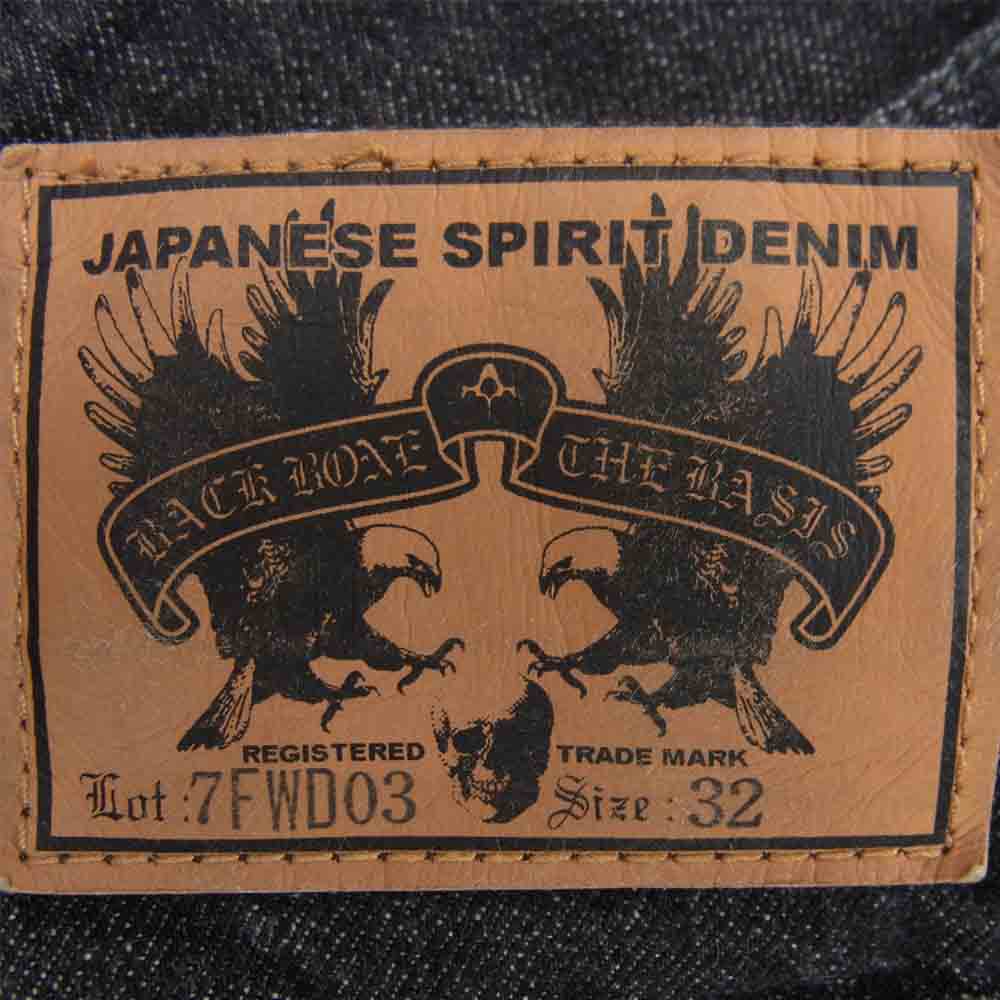 JAPANESE SPIRIT DENIM
BACK BONE THE BASIS
REGISTERED TRADE MARK
Lot : 7FWD03 Size : 32